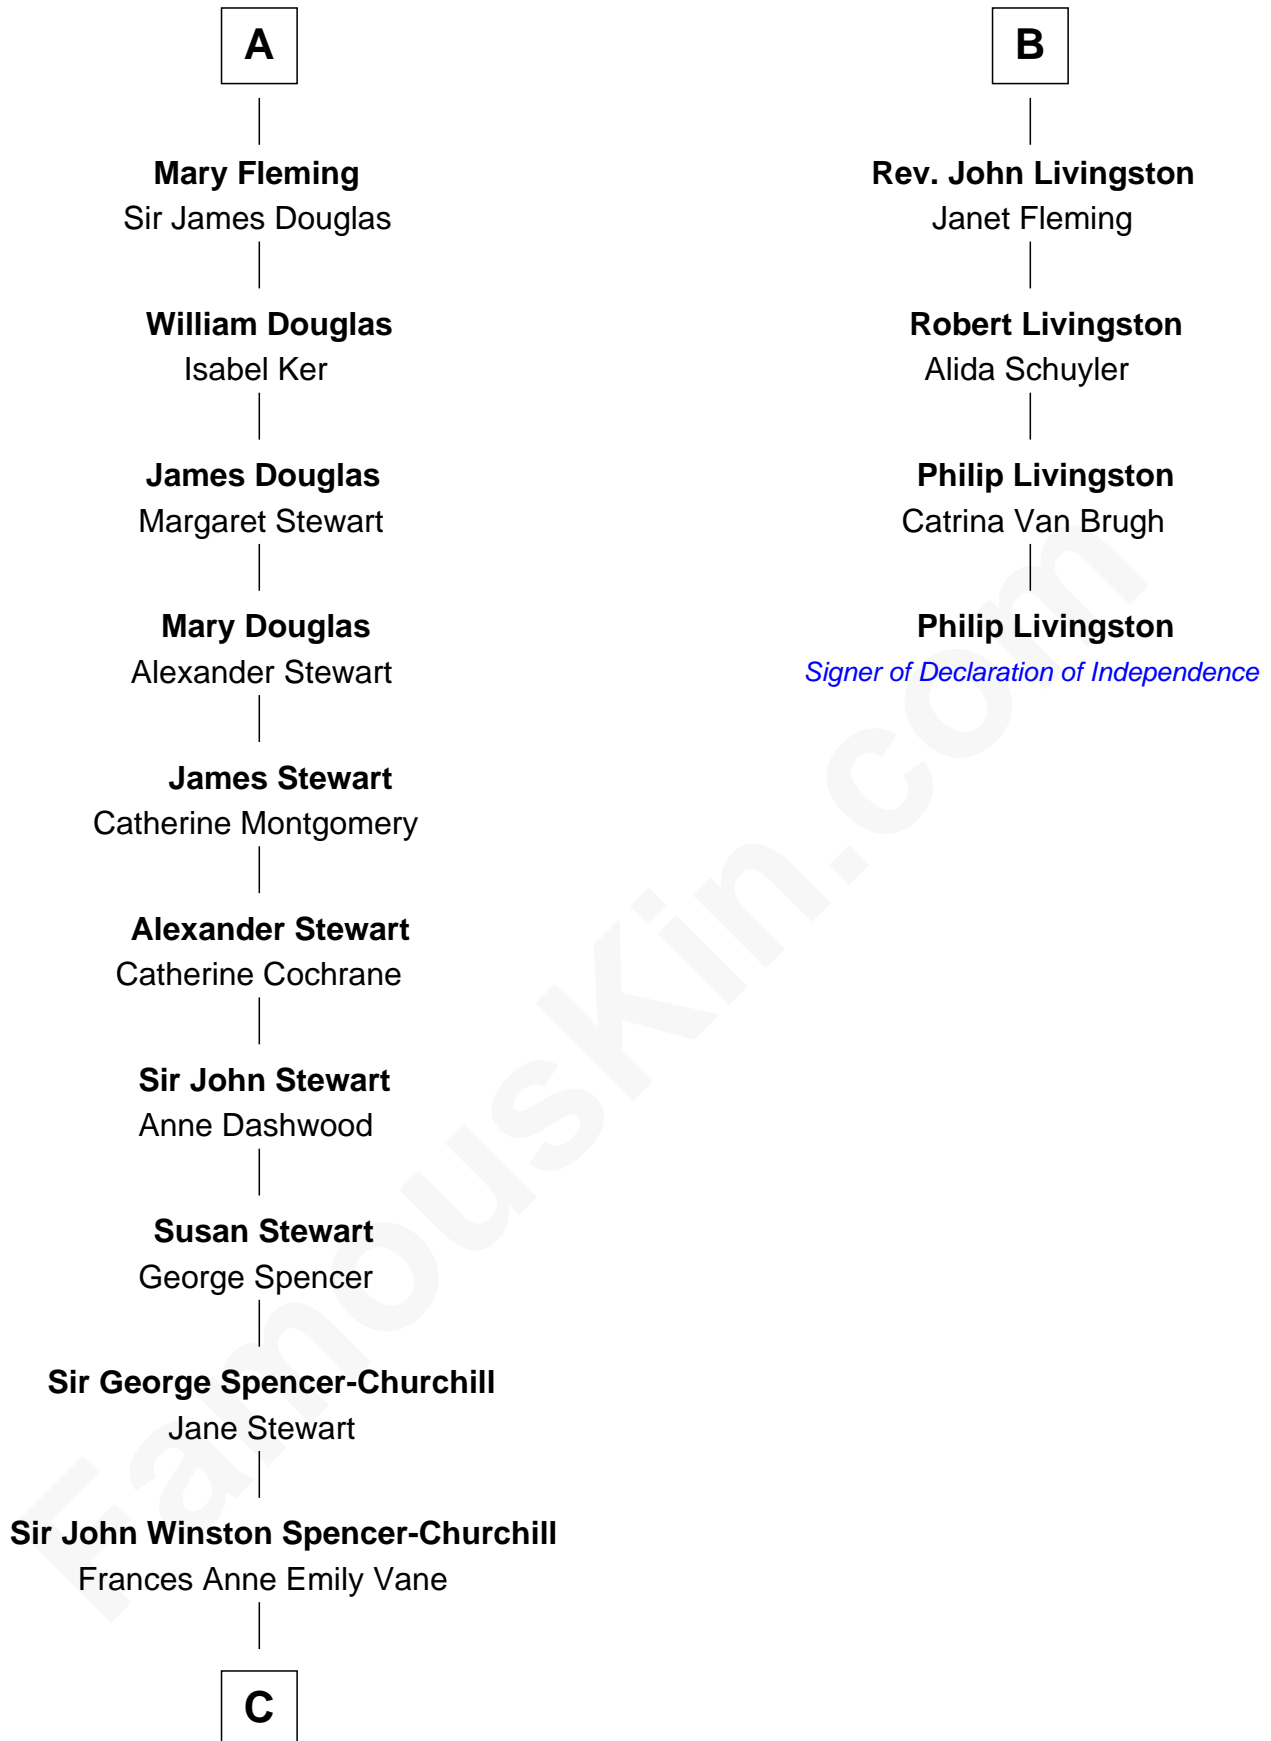 A
Mary Fleming
Sir James Douglas
William Douglas
Isabel Ker
James Douglas
Margaret Stewart
Mary Douglas
Alexander Stewart
James Stewart
Catherine Montgomery
Alexander Stewart
Catherine Cochrane
Sir John Stewart
Anne Dashwood
Susan Stewart
George Spencer
Sir George Spencer-Churchill
Jane Stewart
Sir John Winston Spencer-Churchill
Frances Anne Emily Vane
C
B
Rev. John Livingston
Janet Fleming
Robert Livingston
Alida Schuyler
Philip Livingston
Catrina Van Brugh
Philip Livingston
Signer of Declaration of Independence
FamousKin.com